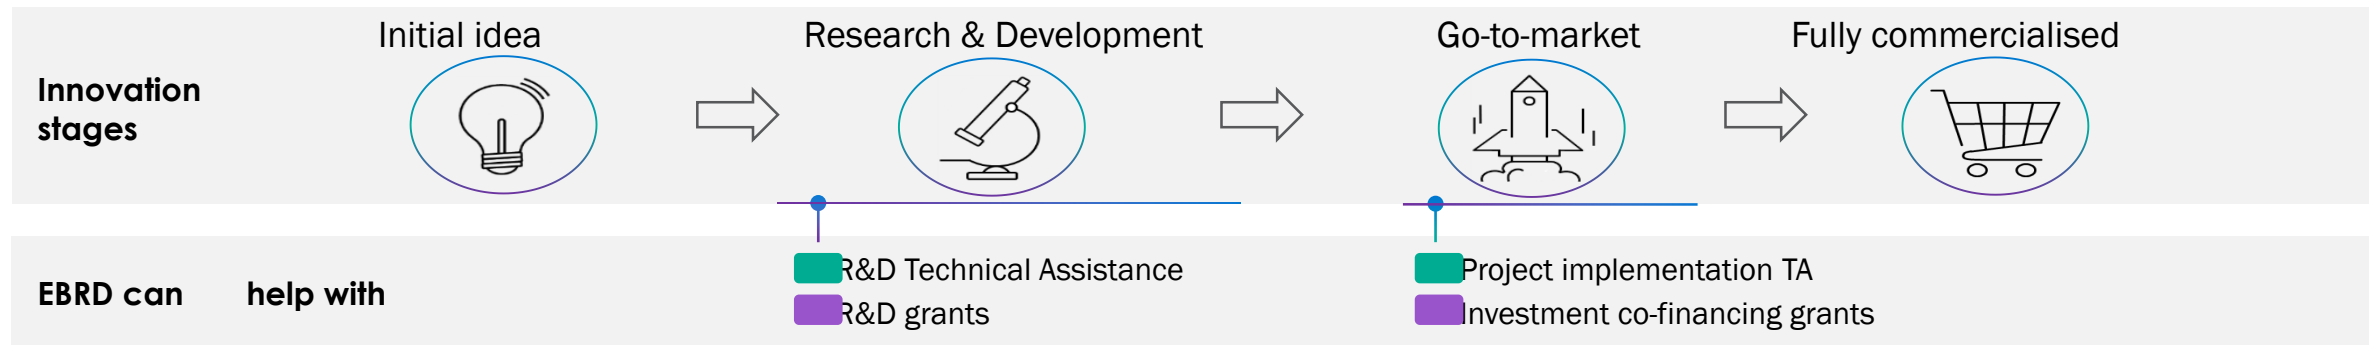 Initial idea
Research & Development
Go-to-market
Fully commercialised
Innovation
stages
EBRD can help with
R&D Technical Assistance
R&D grants
Project implementation TA
Investment co-financing grants